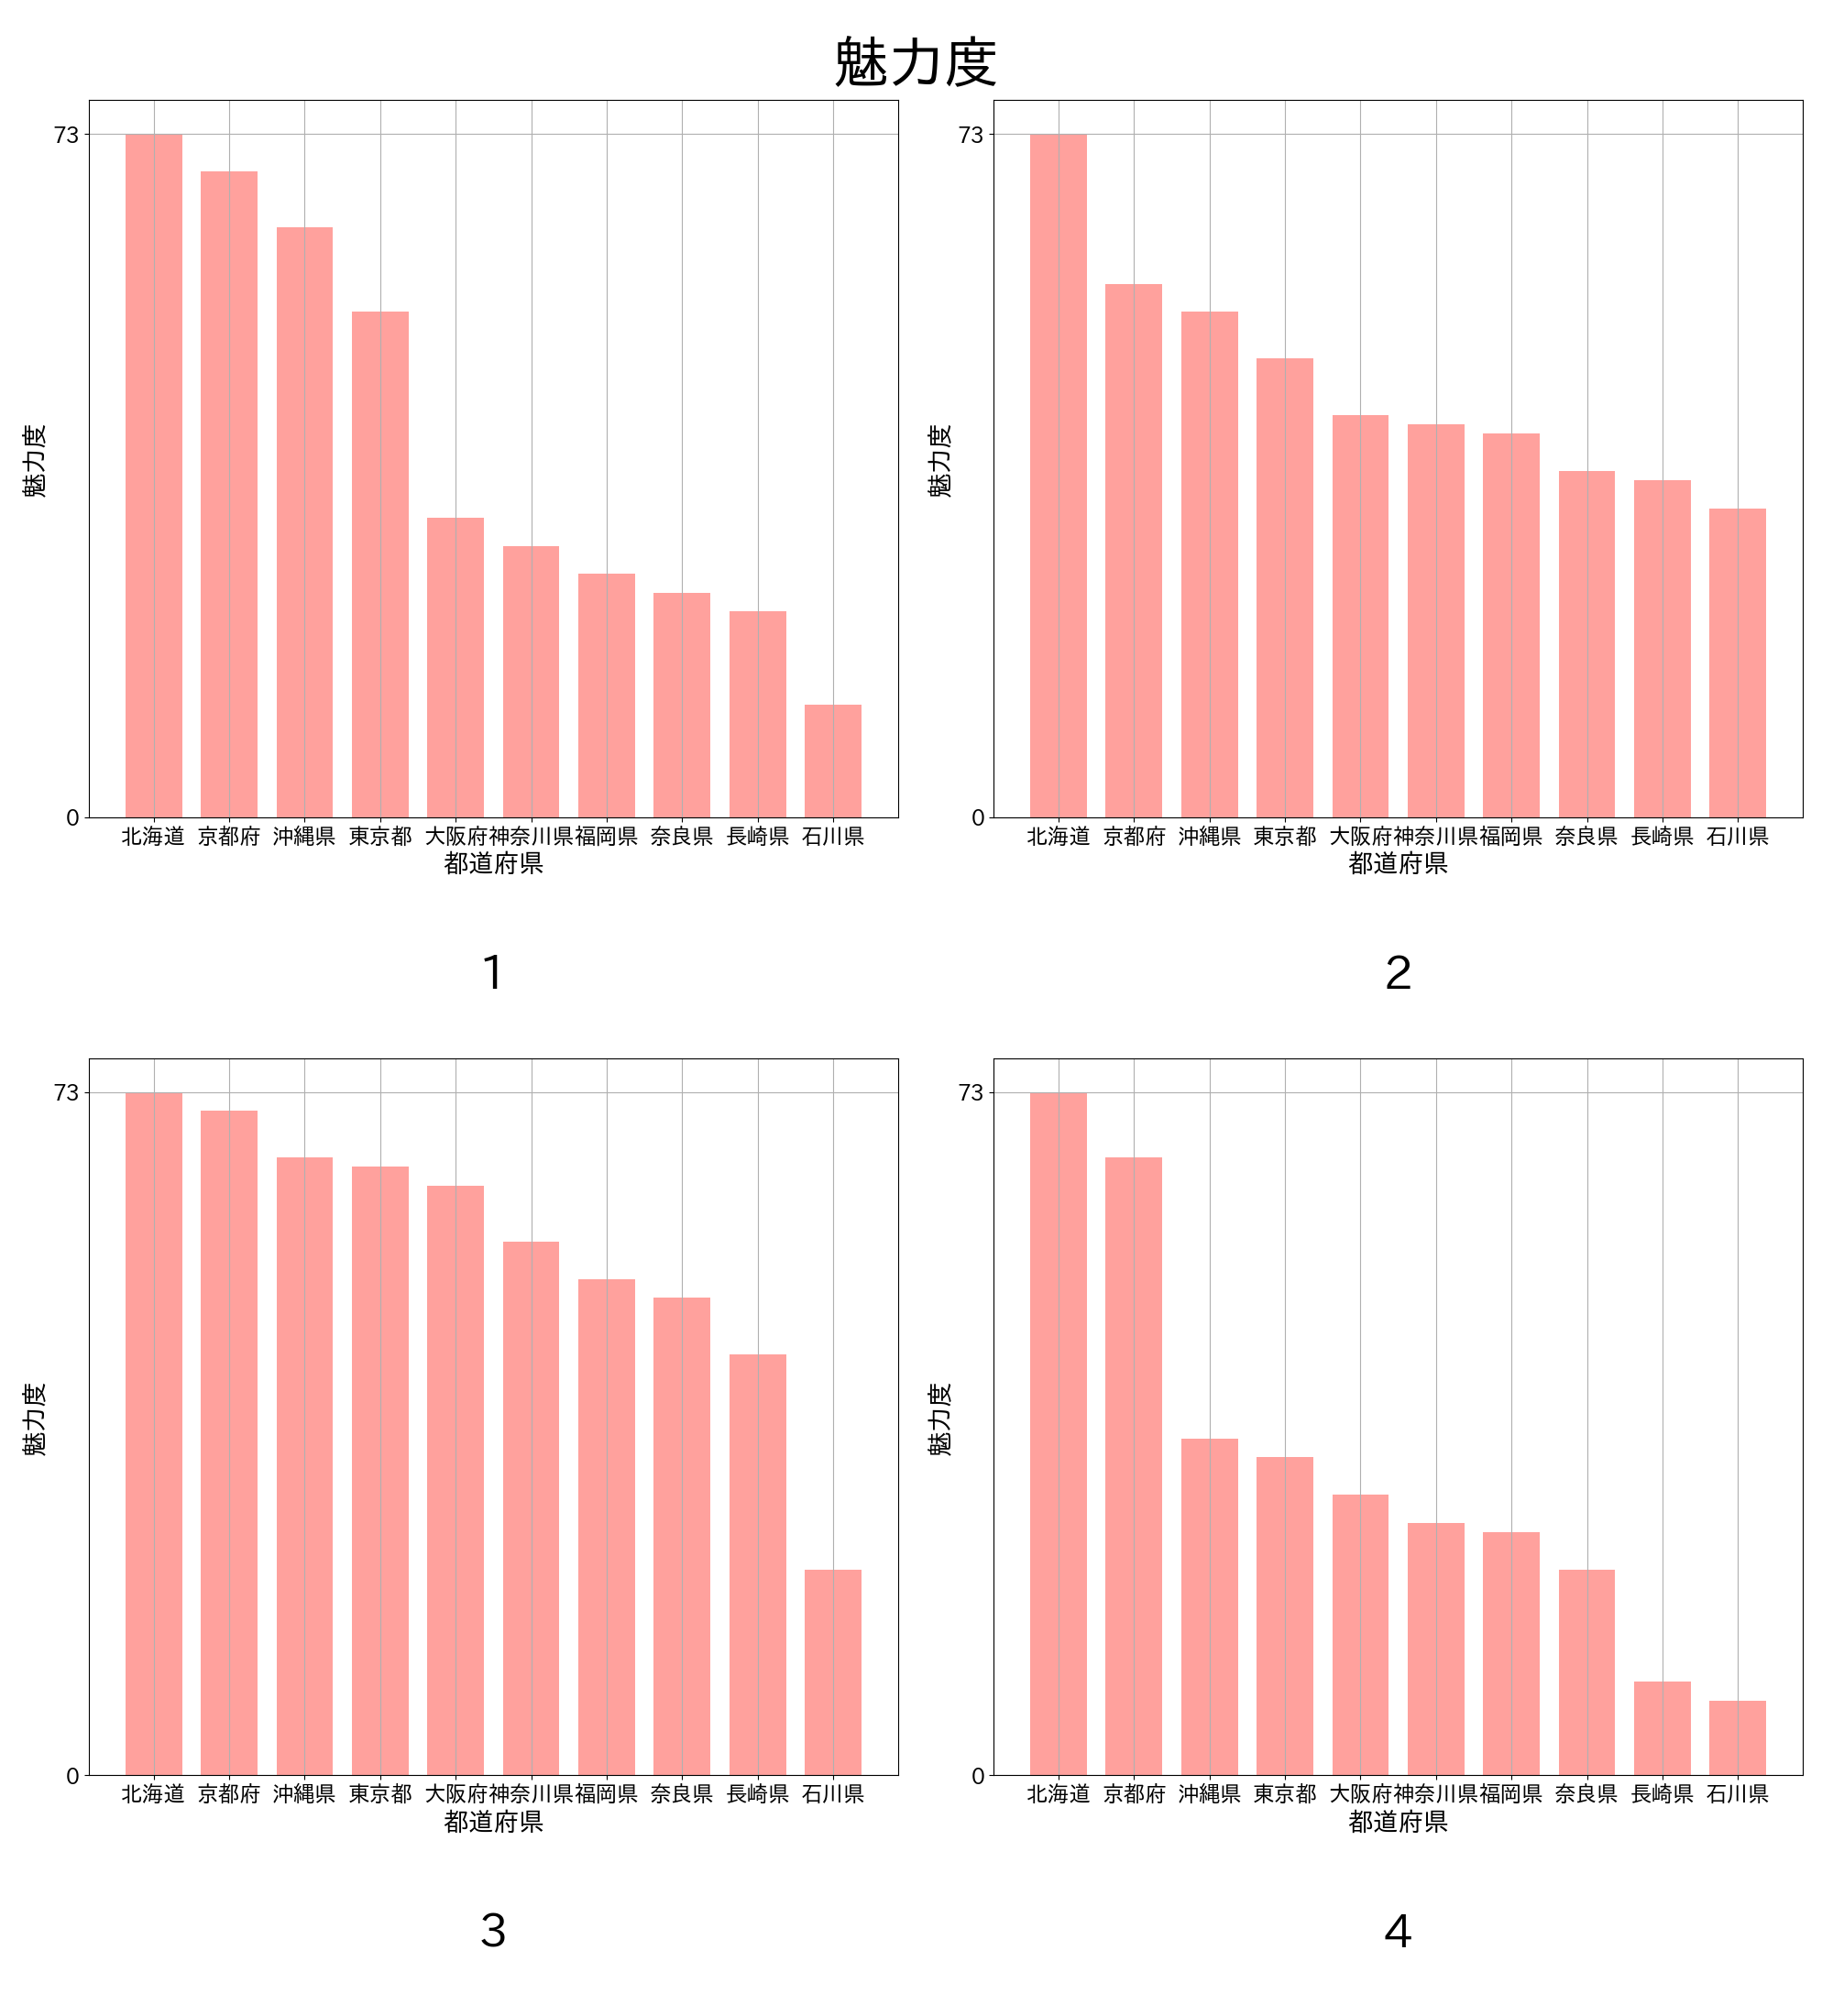 魅力度
73
0
魅力度
北海道 京都府 沖縄県 東京都 大阪府 神奈川県 福岡県 奈良県 長崎県 石川県
都道府県
1
73
0
魅力度
北海道 京都府 沖縄県 東京都 大阪府 神奈川県 福岡県 奈良県 長崎県 石川県
都道府県
2
73
0
魅力度
北海道 京都府 沖縄県 東京都 大阪府 神奈川県 福岡県 奈良県 長崎県 石川県
都道府県
3
73
0
魅力度
北海道 京都府 沖縄県 東京都 大阪府 神奈川県 福岡県 奈良県 長崎県 石川県
都道府県
4